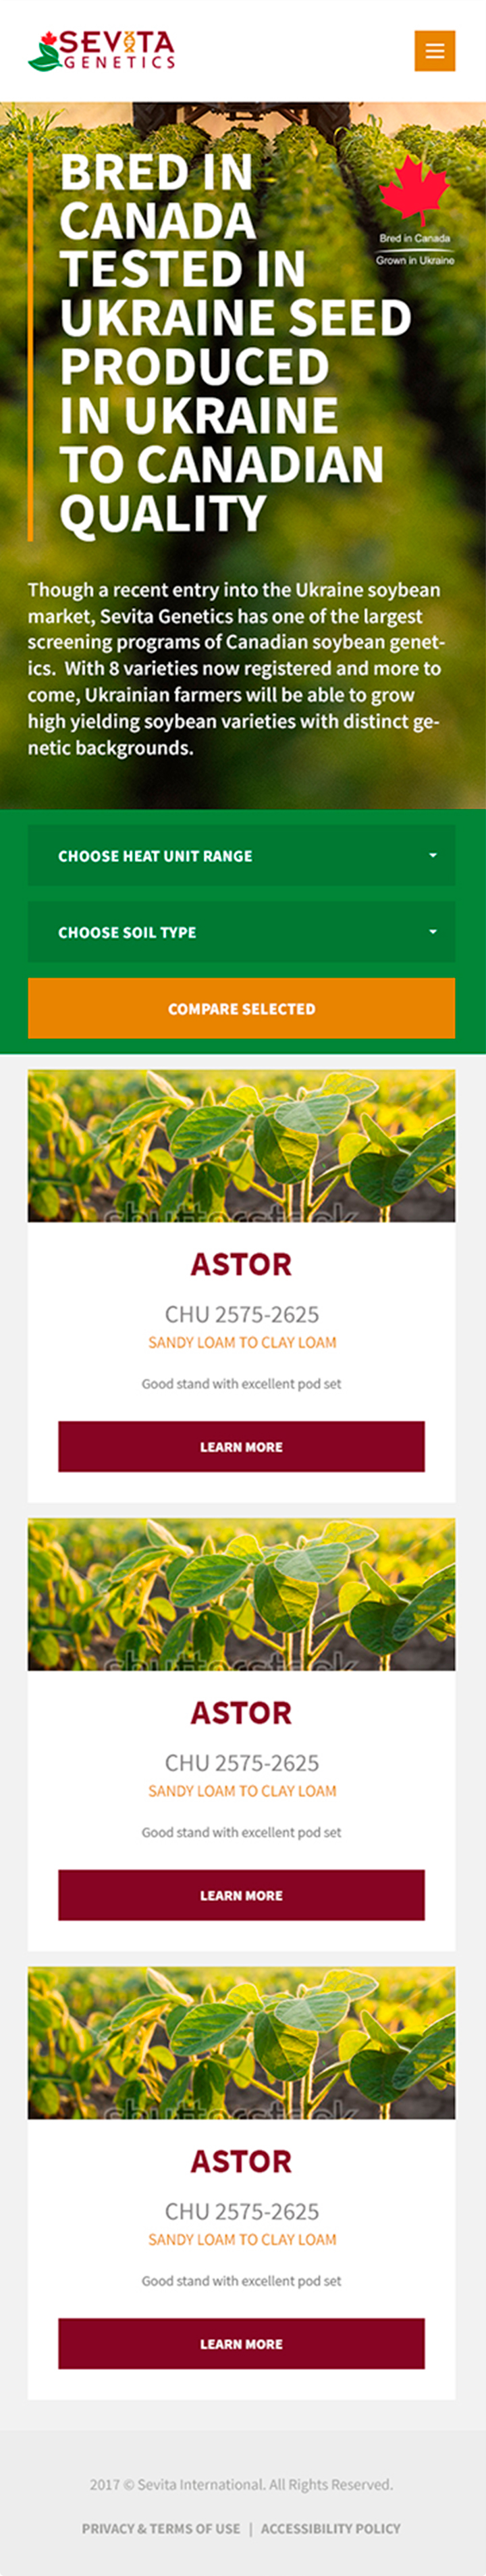 SEVITA
GENETICS
BRED IN
CANADA
TESTED IN
UKRAINE SEED
PRODUCED
IN UKRAINE
TO CANADIAN
QUALITY
Bred in Canada
Grown in Ukraine
Though a recent entry into the Ukraine soybean
market, Sevita Genetics has one of the largest
screening programs of Canadian soybean genet-
ics. With 8 varieties now registered and more to
come, Ukrainian farmers will be able to grow
high yielding soybean varieties with distinct ge-
netic backgrounds.
CHOOSE HEAT UNIT RANGE
CHOOSE SOIL TYPE
COMPARE SELECTED
shutterstock
ASTOR
CHU 2575-2625
SANDY LOAM TO CLAY LOAM
Good stand with excellent pod set
LEARN MORE
shutterstock
ASTOR
CHU 2575-2625
SANDY LOAM TO CLAY LOAM
Good stand with excellent pod set
LEARN MORE
shutterstock
ASTOR
CHU 2575-2625
SANDY LOAM TO CLAY LOAM
Good stand with excellent pod set
LEARN MORE
2017 © Sevita International. All Rights Reserved.
PRIVACY & TERMS OF USE | ACCESSIBILITY POLICY